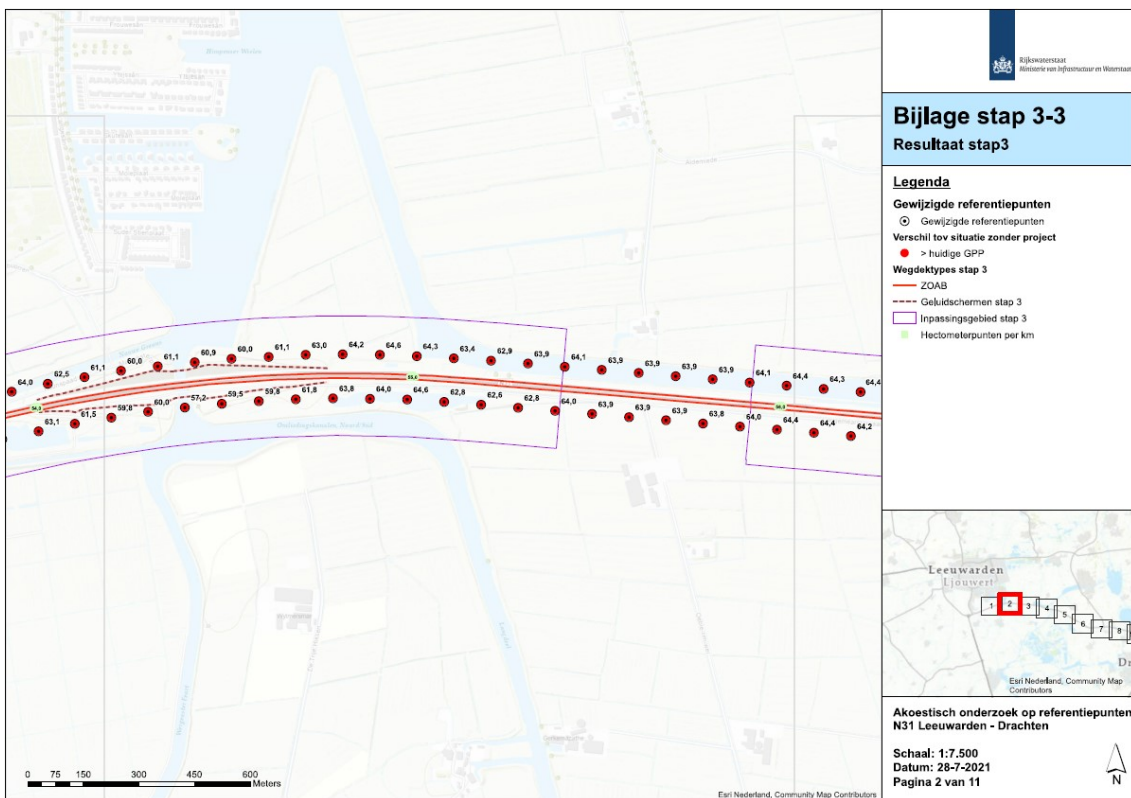 Rijkswaterstaat
Ministerie van Infrastructuur en Waterstaat
Bijlage stap 3-3
Resultaat stap3
Legenda
Gewijzigde referentiepunten
Gewijzigde referentiepunten
Verschil tov situatie zonder project
> huidige GPP
Wegdektypes stap 3
ZOAB
Geluidschermen stap 3
Inpassingsgebied stap 3
Hectometerpunten per km
64,0
62,5
61,1
60,0
61,1
60,9
60,0
61,1
63,0
64,2
64,6
64,3
63,4
62,9
63,9
64,1
63,9
63,9
63,9
63,9
64,1
64,4
64,3
64,4
55,6
63,1
61,5
59,8
60,0
57,2
59,5
59,8
61,8
63,8
64,0
64,6
62,8
62,6
62,8
64,0
63,9
63,9
63,9
63,8
64,0
64,4
64,4
64,2
Leeuwarden
Ljouwert
1 2 3 4 5 6 7 8
Esri Nederland, Community Map
Contributors
Akoestisch onderzoek op referentiepunten
N31 Leeuwarden - Drachten
Schaal: 1:7.500
Datum: 28-7-2021
Pagina 2 van 11
N
0 75 150 300 450 600
Meters
Esri Nederland, Community Map Contributors